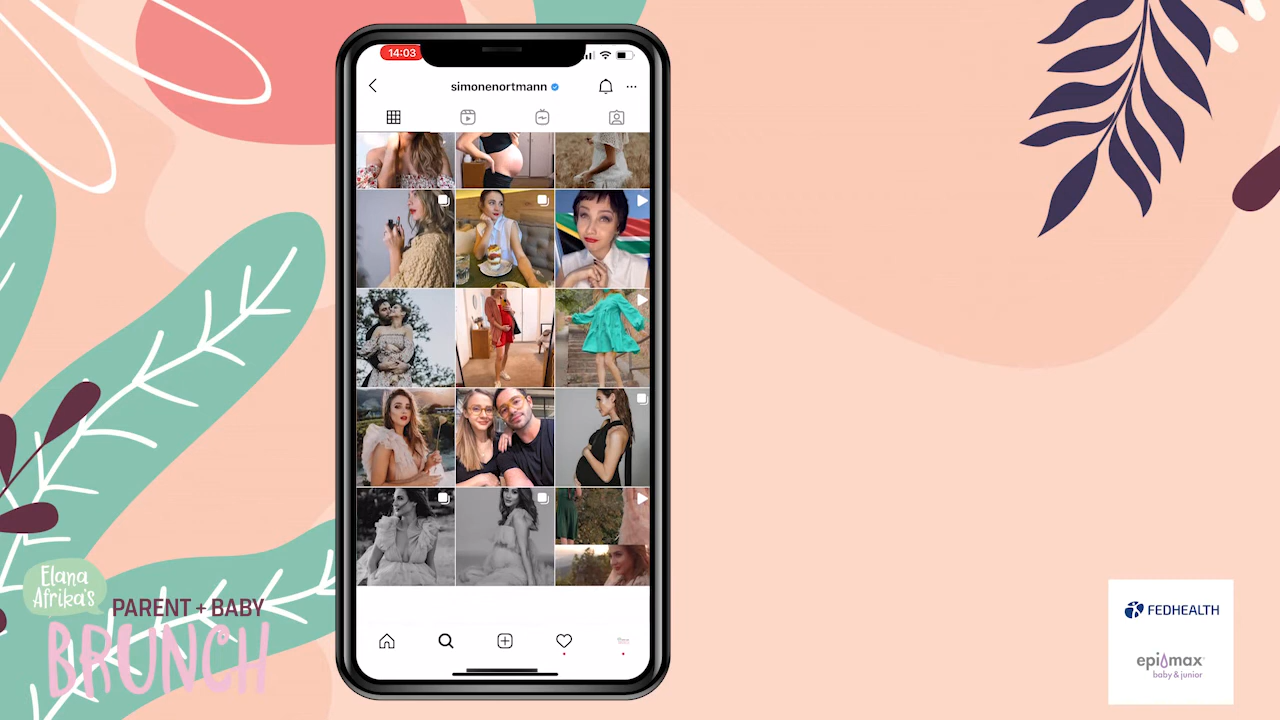 14:03
simonenortmann
Elana
Afrika's
PARENT + BABY
BRUNCH
FEDHEALTH
epimax
baby & junior